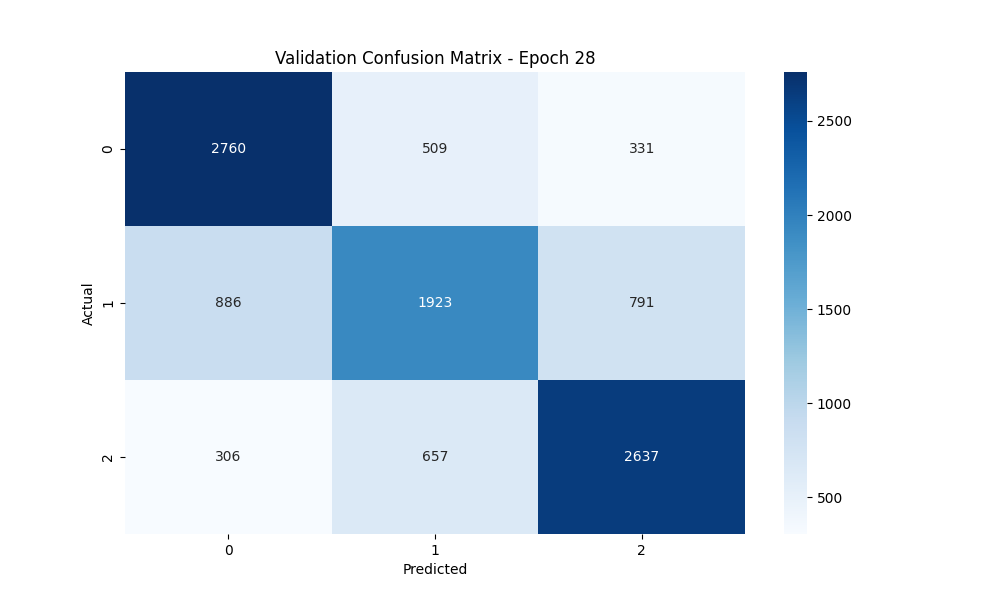 Validation Confusion Matrix - Epoch 28
0 2760 509 331
1 886 1923 791
2 306 657 2637
0 1 2
Actual
Predicted
2500
2000
1500
1000
500